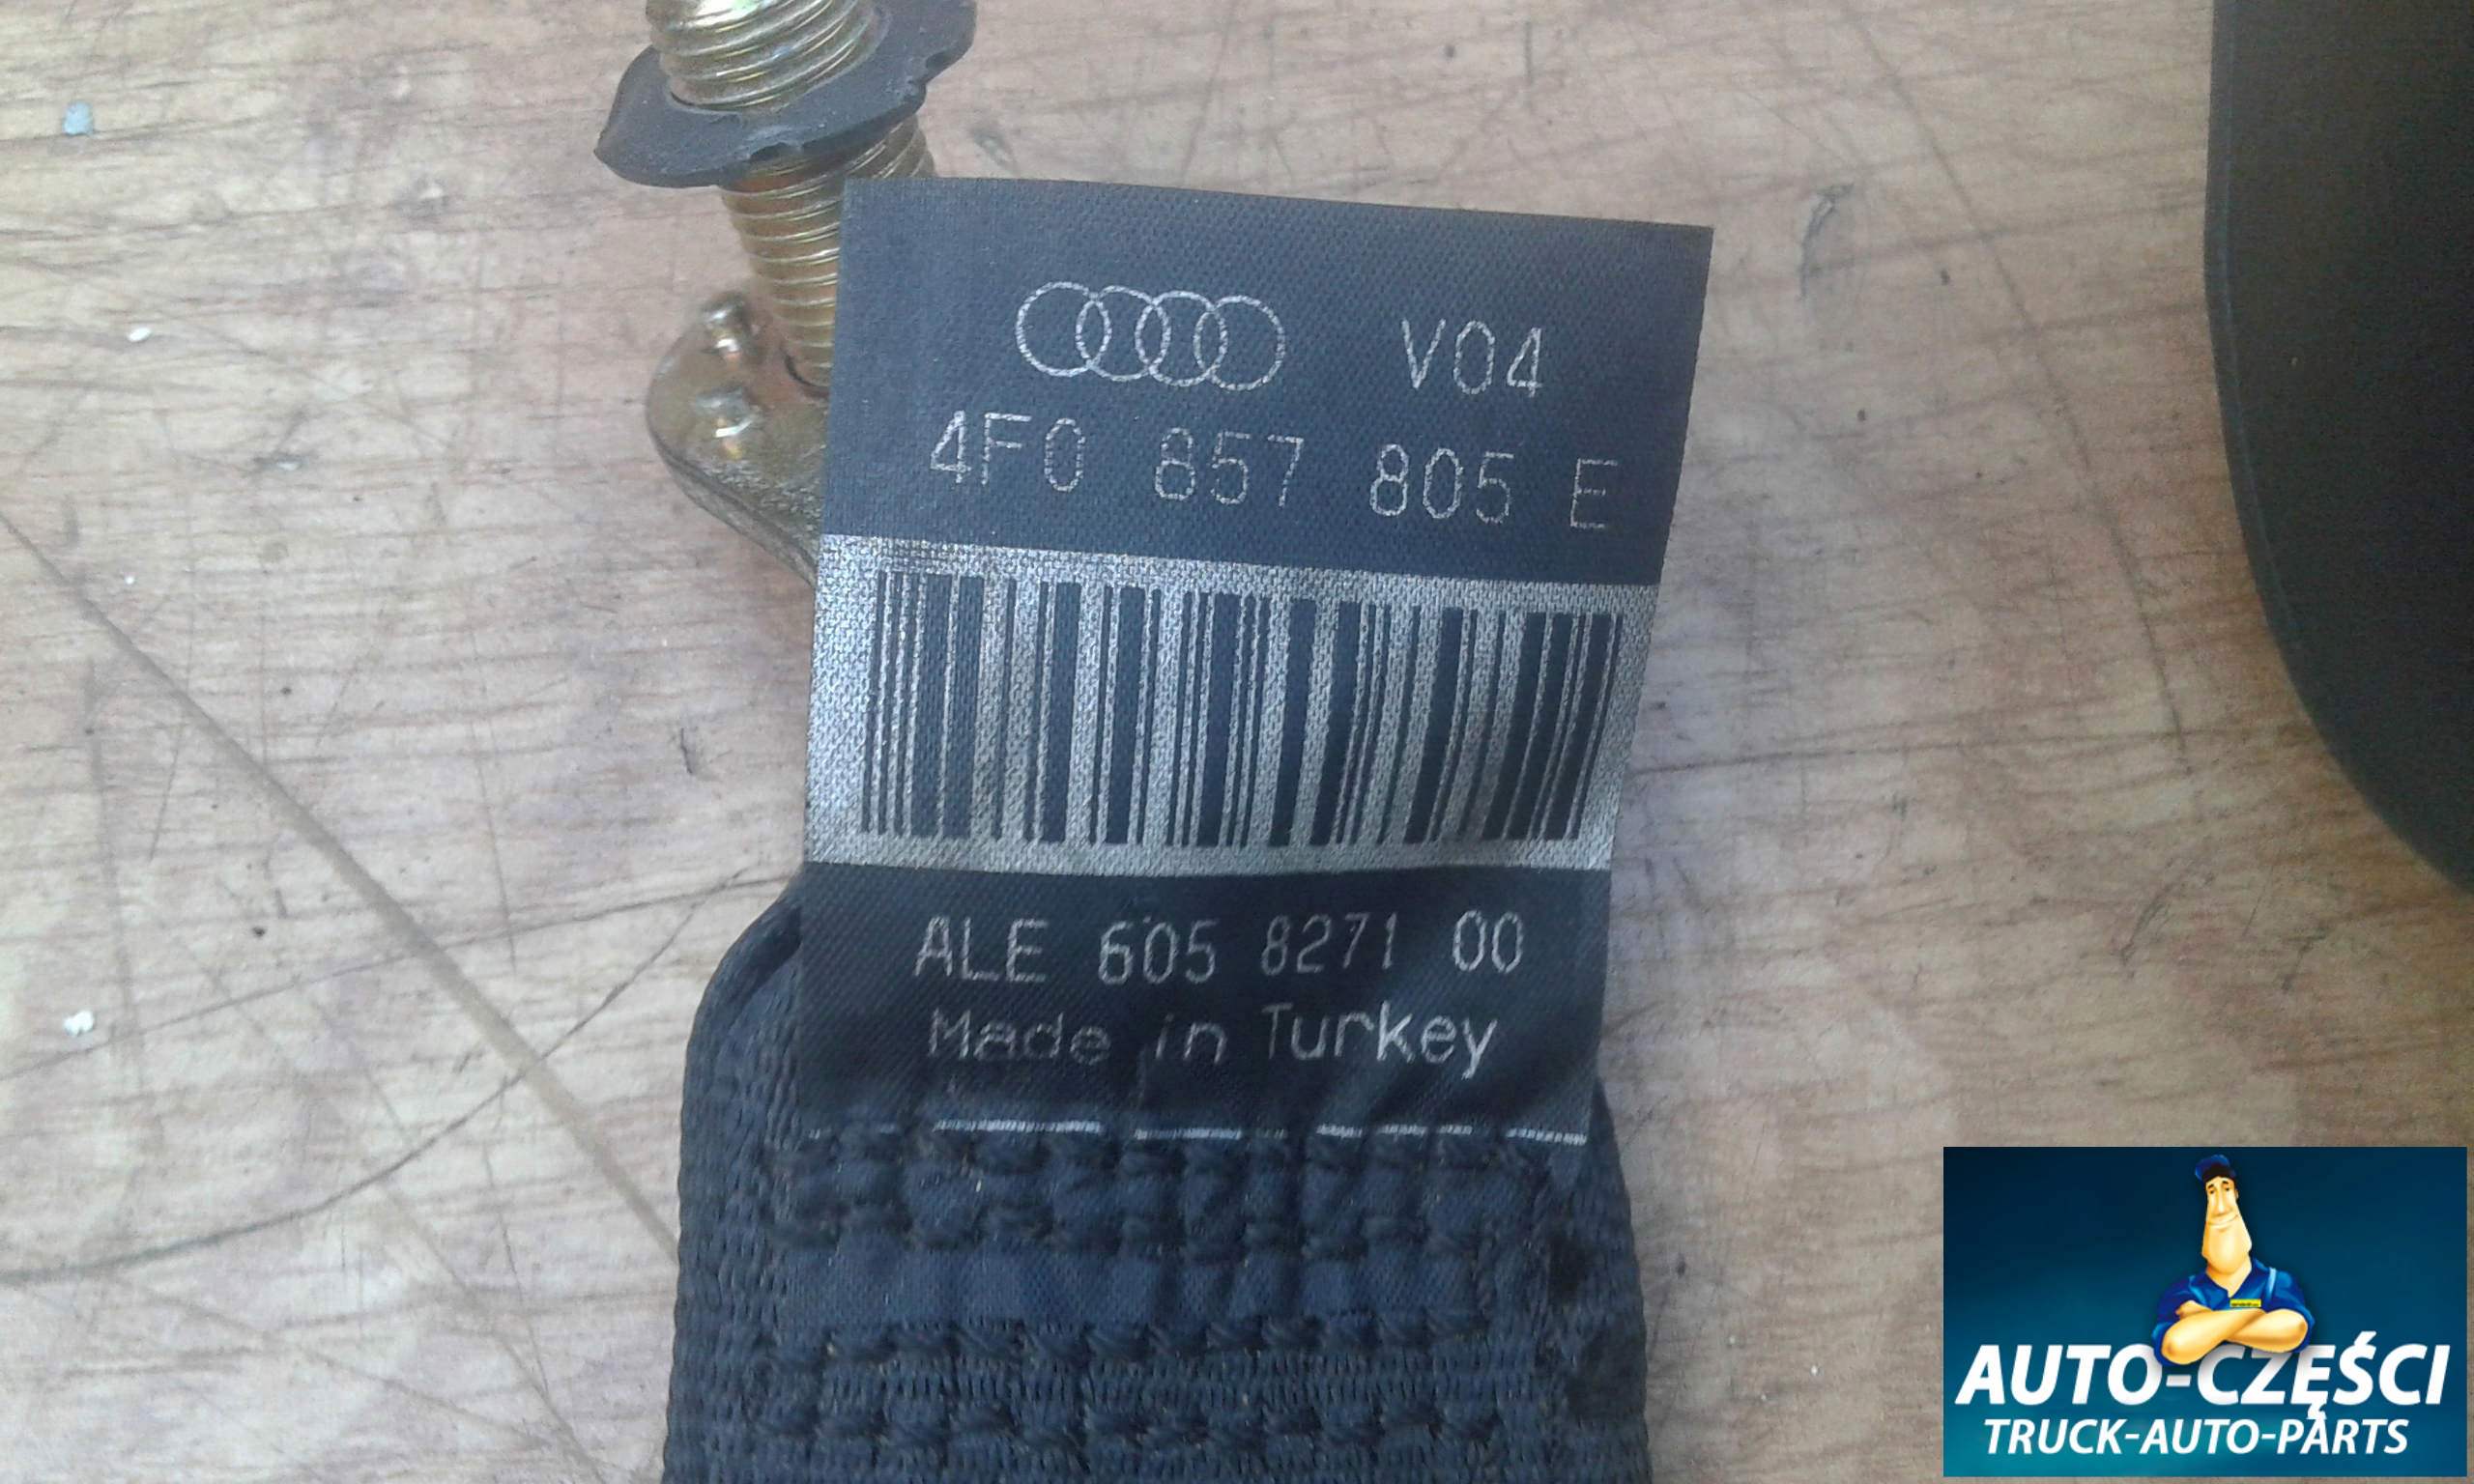 V04
4F0 857 805 E
ALE 605 8271 00
Made in Turkey
AUTO-CZĘŚCI
TRUCK-AUTO-PARTS